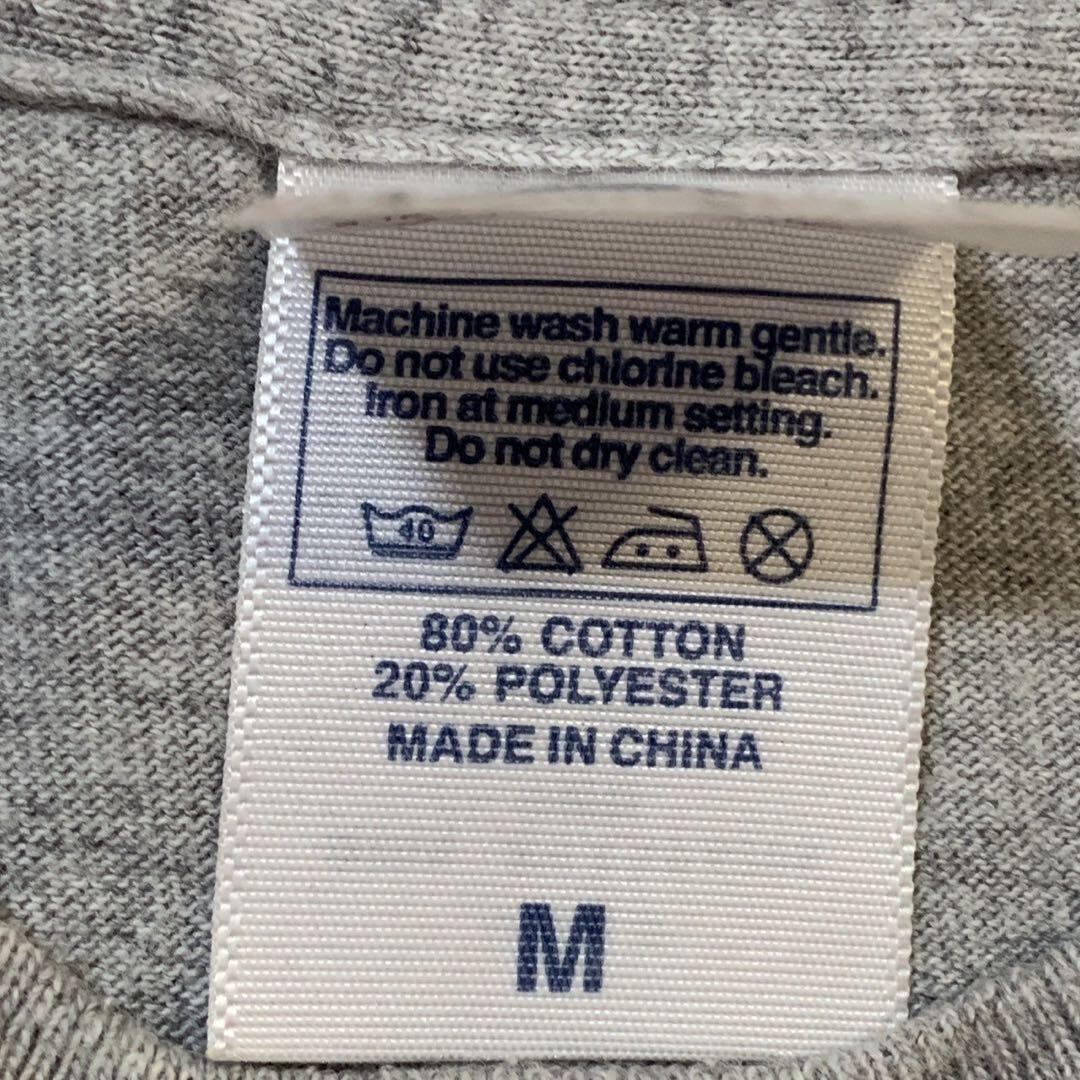 Machine wash warm gentle.
Do not use chlorine bleach.
Iron at medium setting.
Do not dry clean.
40
80% COTTON
20% POLYESTER
MADE IN CHINA
M